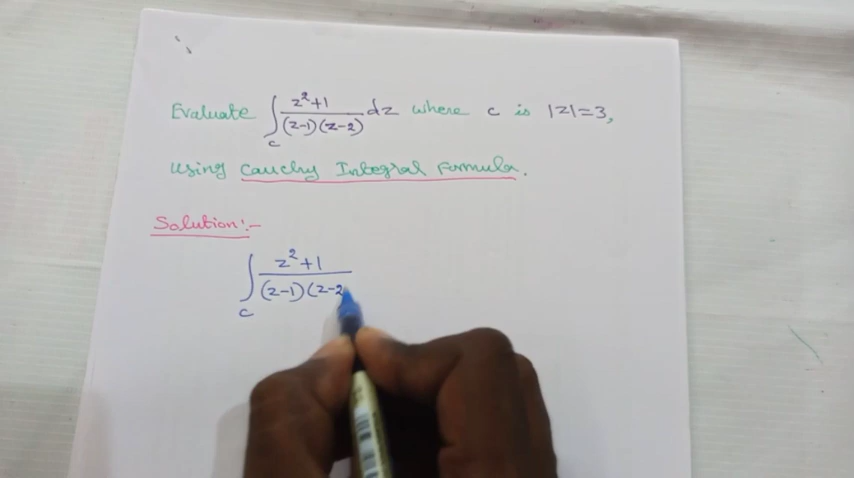 Evaluate ∫_c (z²+1)/((z-1)(z-2)) dz where c is |z|=3,
using Cauchy Integral Formula.
Solution:-
∫_c (z²+1)/((z-1)(z-2